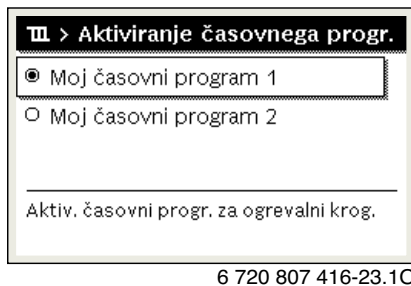 > Aktiviranje časovnega progr.
Moj časovni program 1
Moj časovni program 2
Aktiv. časovni progr. za ogrevalni krog.
6 720 807 416-23.1O